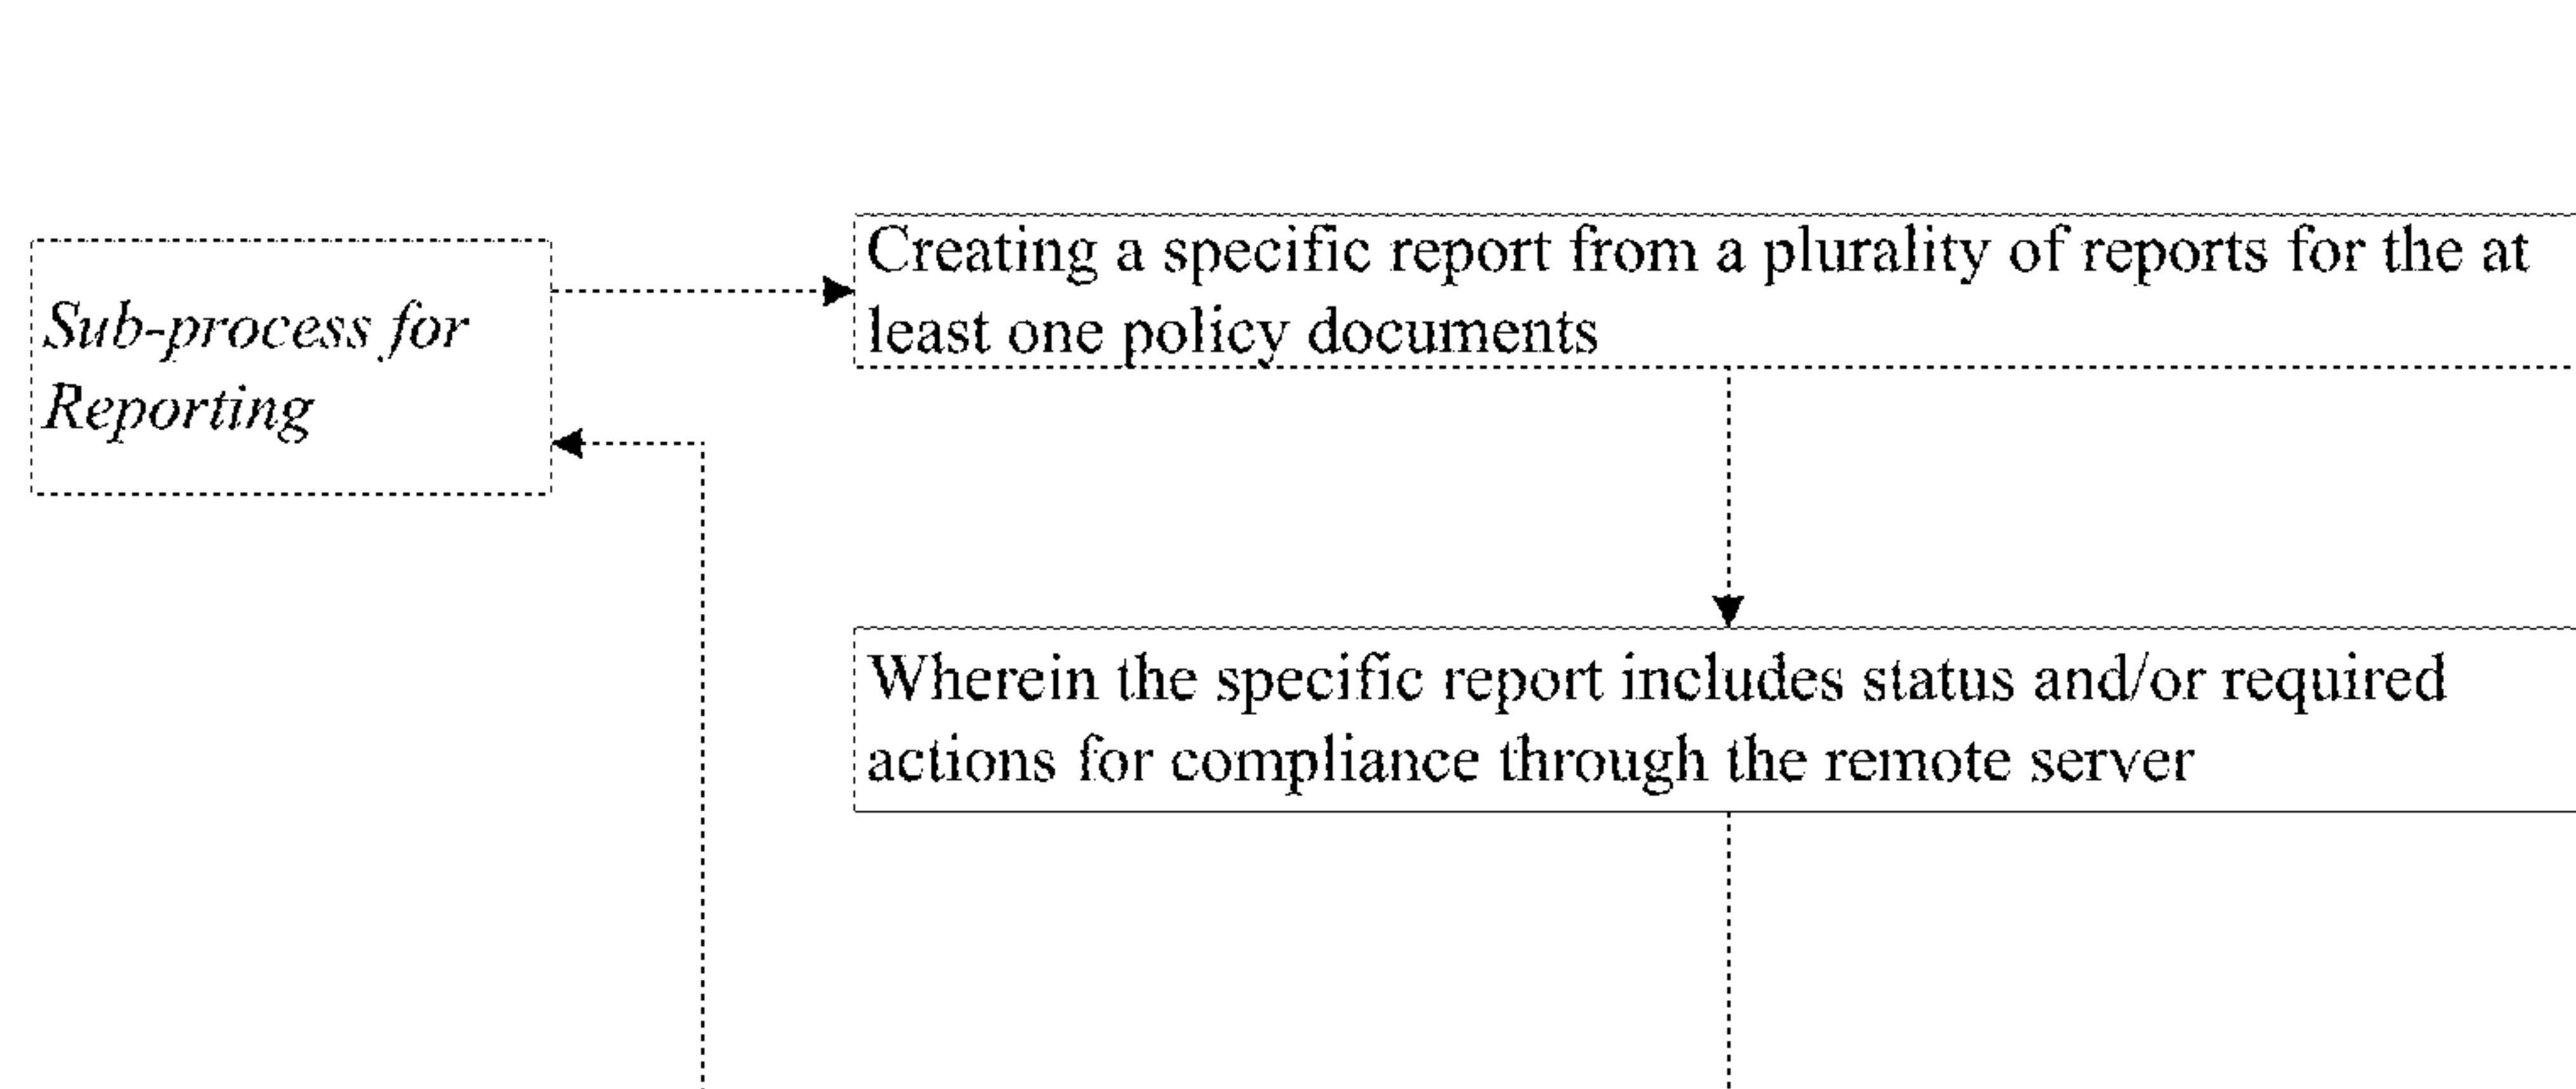 Sub-process for
Reporting
Creating a specific report from a plurality of reports for the at
least one policy documents
Wherein the specific report includes status and/or required
actions for compliance through the remote server